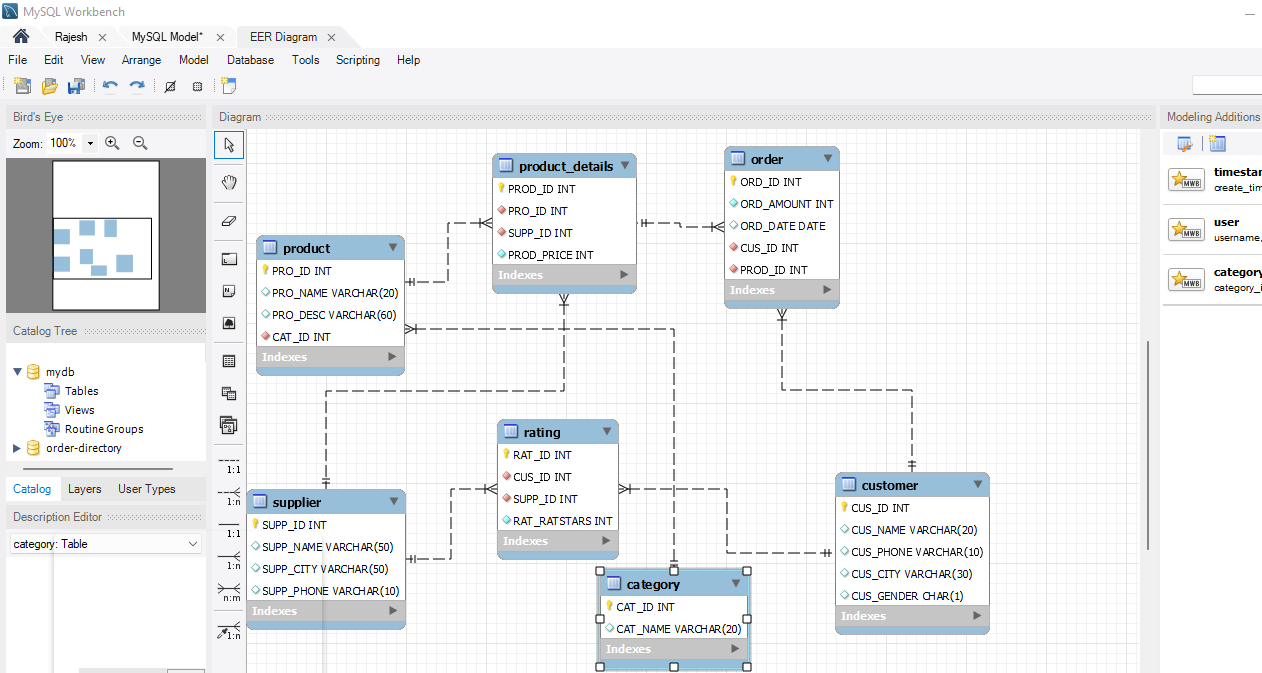 MySQL Workbench
Rajesh
MySQL Model*
EER Diagram
File Edit View Arrange Model Database Tools Scripting Help
Bird's Eye
Zoom: 100%
Catalog Tree
mydb
Tables
Views
Routine Groups
order-directory
Catalog Layers User Types
Description Editor
category: Table
Diagram
1:1
1:n
1:1
1:n
n:m
1:n
product_details
PROD_ID INT
PRO_ID INT
SUPP_ID INT
PROD_PRICE INT
Indexes
order
ORD_ID INT
ORD_AMOUNT INT
ORD_DATE DATE
CUS_ID INT
PROD_ID INT
Indexes
product
PRO_ID INT
PRO_NAME VARCHAR(20)
PRO_DESC VARCHAR(60)
CAT_ID INT
Indexes
rating
RAT_ID INT
CUS_ID INT
SUPP_ID INT
RAT_RATSTARS INT
Indexes
supplier
SUPP_ID INT
SUPP_NAME VARCHAR(50)
SUPP_CITY VARCHAR(50)
SUPP_PHONE VARCHAR(10)
Indexes
customer
CUS_ID INT
CUS_NAME VARCHAR(20)
CUS_PHONE VARCHAR(10)
CUS_CITY VARCHAR(30)
CUS_GENDER CHAR(1)
Indexes
category
CAT_ID INT
CAT_NAME VARCHAR(20)
Indexes
Modeling Additions
MWB
timestam
create_tim
MWB
user
username,
MWB
category
category_i